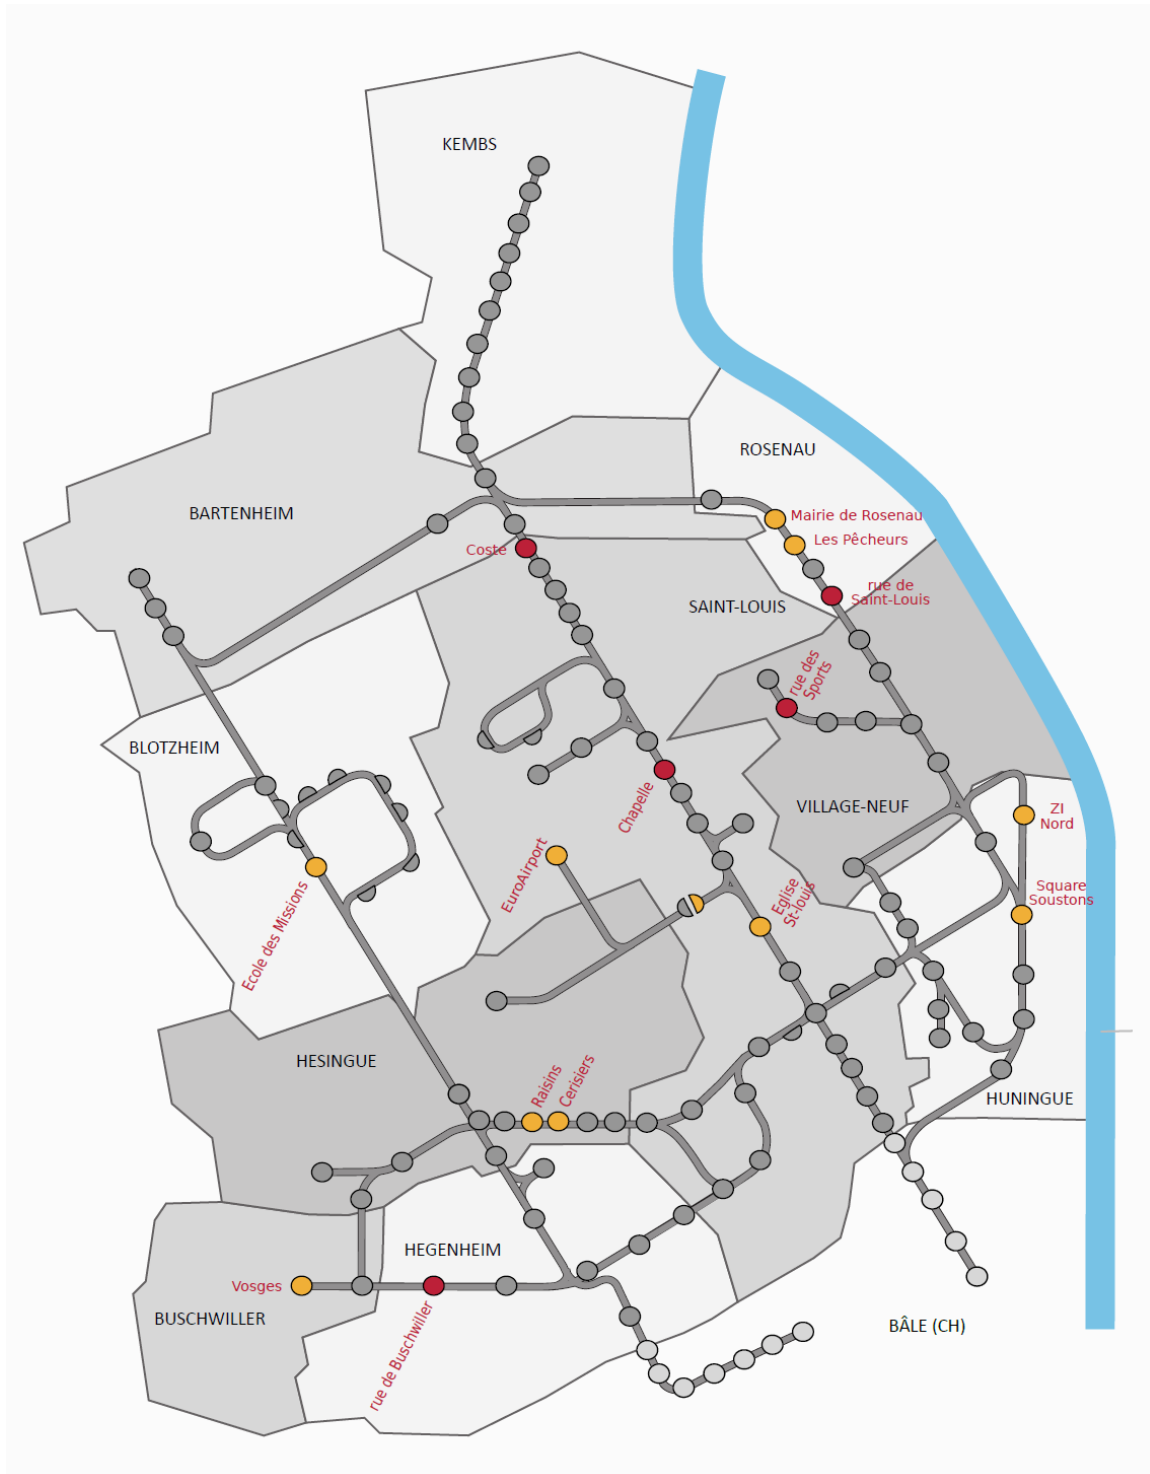 KEMBS
ROSENAU
BARTENHEIM
Mairie de Rosenau
Les Pêcheurs
Coste
rue de
Saint-Louis
SAINT-LOUIS
rue des
Sports
BLOTZHEIM
Chapelle
VILLAGE-NEUF
ZI
Nord
EuroAirport
Eglise
St-louis
Square
Soustons
Ecole des Missions
HESINGUE
Raisins
Cerisiers
HUNINGUE
HEGENHEIM
Vosges
BUSCHWILLER
rue de Buschwiller
BÂLE (CH)